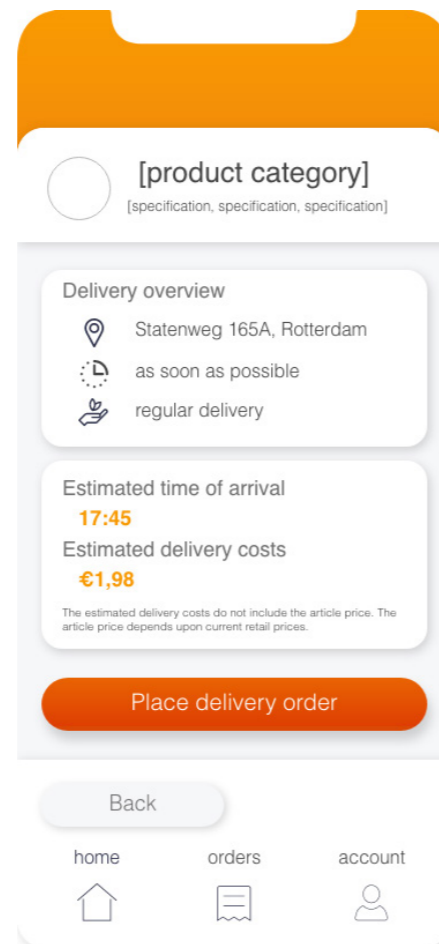 [product category]
[specification, specification, specification]
Delivery overview
Statenweg 165A, Rotterdam
as soon as possible
regular delivery
Estimated time of arrival
17:45
Estimated delivery costs
€1,98
The estimated delivery costs do not include the article price. The
article price depends upon current retail prices.
Place delivery order
Back
home orders account